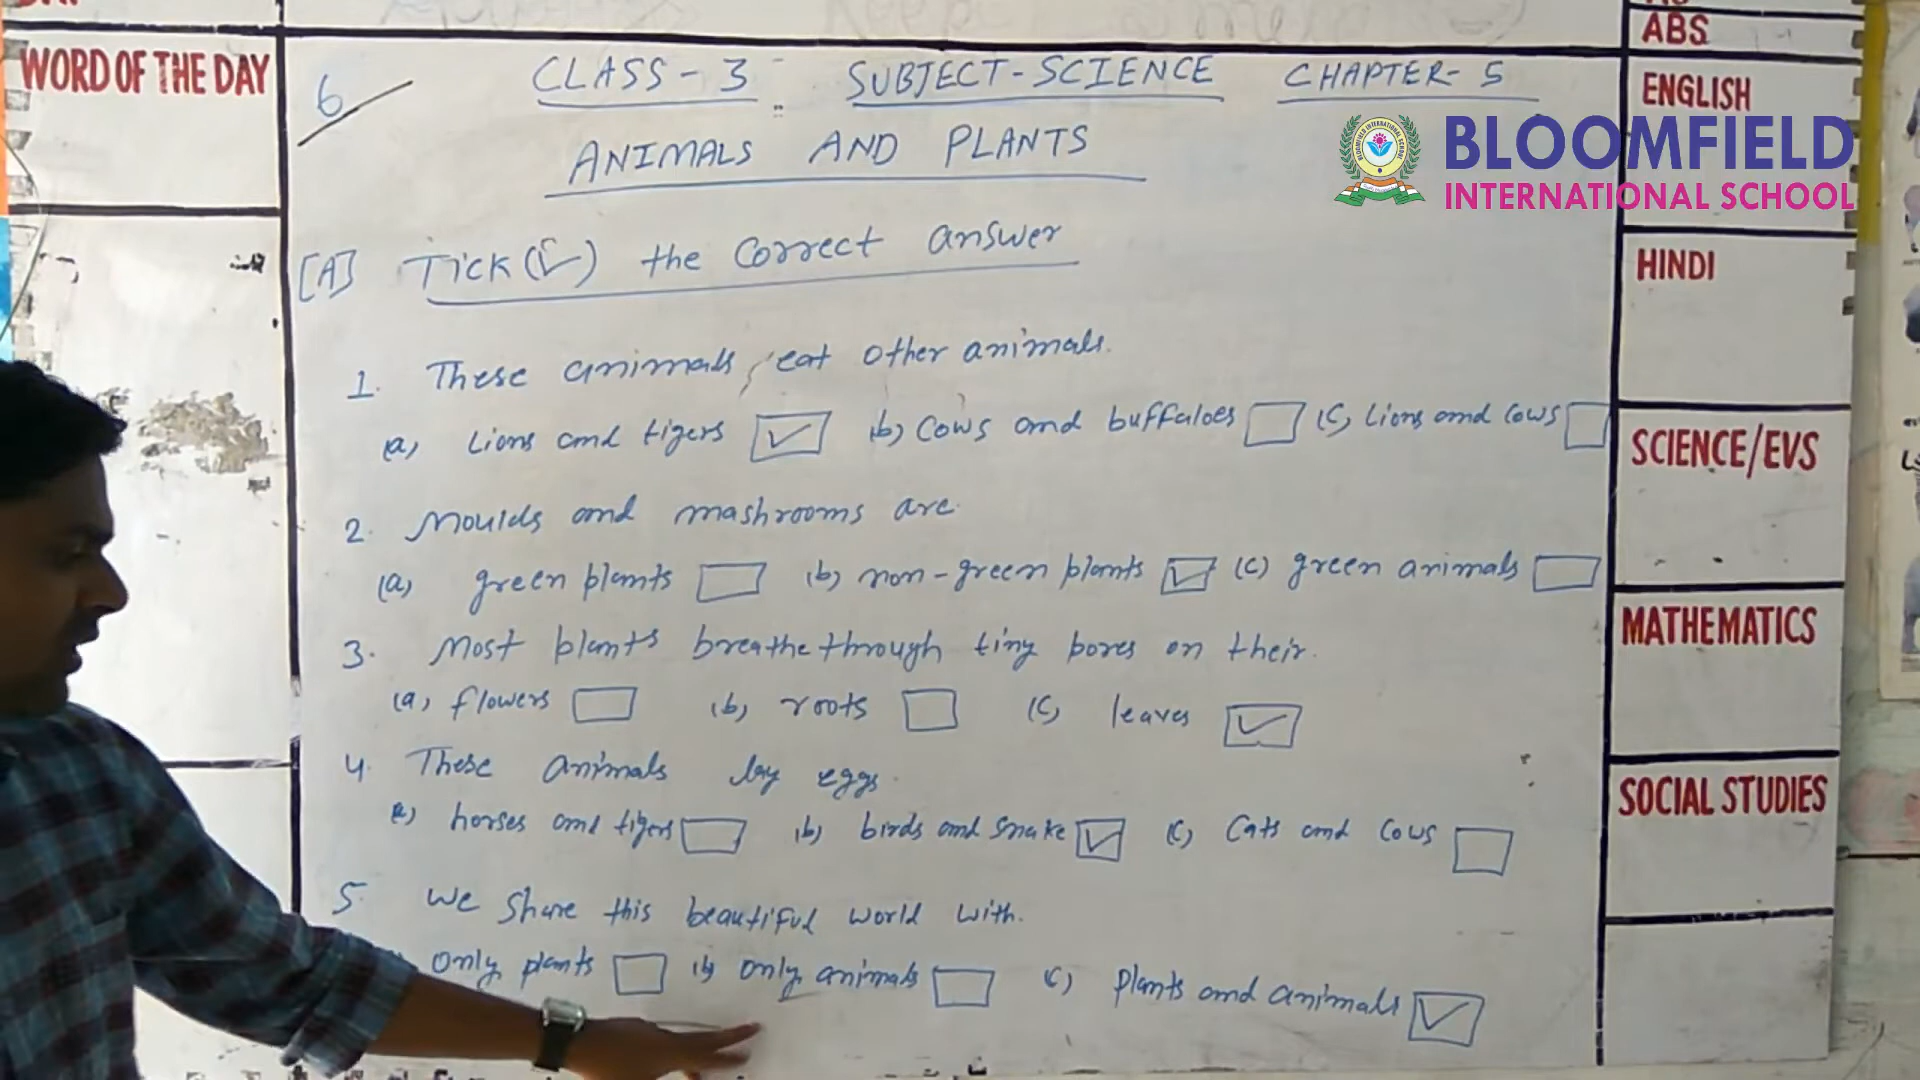 ABS
WORD OF THE DAY
6
CLASS-3 SUBJECT-SCIENCE CHAPTER-5
ANIMALS AND PLANTS
ENGLISH
BLOOMFIELD
INTERNATIONAL SCHOOL
[A] TICK (✓) the correct answer
HINDI
1. These animals, eat other animals.
(a) Lions and tigers ☑ (b) Cows and buffaloes ☐ (c) Lions and cows ☐
SCIENCE/EVS
2. Moulds and mashrooms are.
(a) green plants ☐ (b) non-green plants ☑ (c) green animals ☐
MATHEMATICS
3. Most plants breathe through tiny pores on their.
(a) flowers ☐ (b) roots ☐ (c) leaves ☑
4. These animals lay eggs.
(a) horses and tigers ☐ (b) birds and snake ☑ (c) Cats and cows ☐
SOCIAL STUDIES
5. We share this beautiful world with.
only plants ☐ (b) only animals ☐ (c) Plants and animals ☑